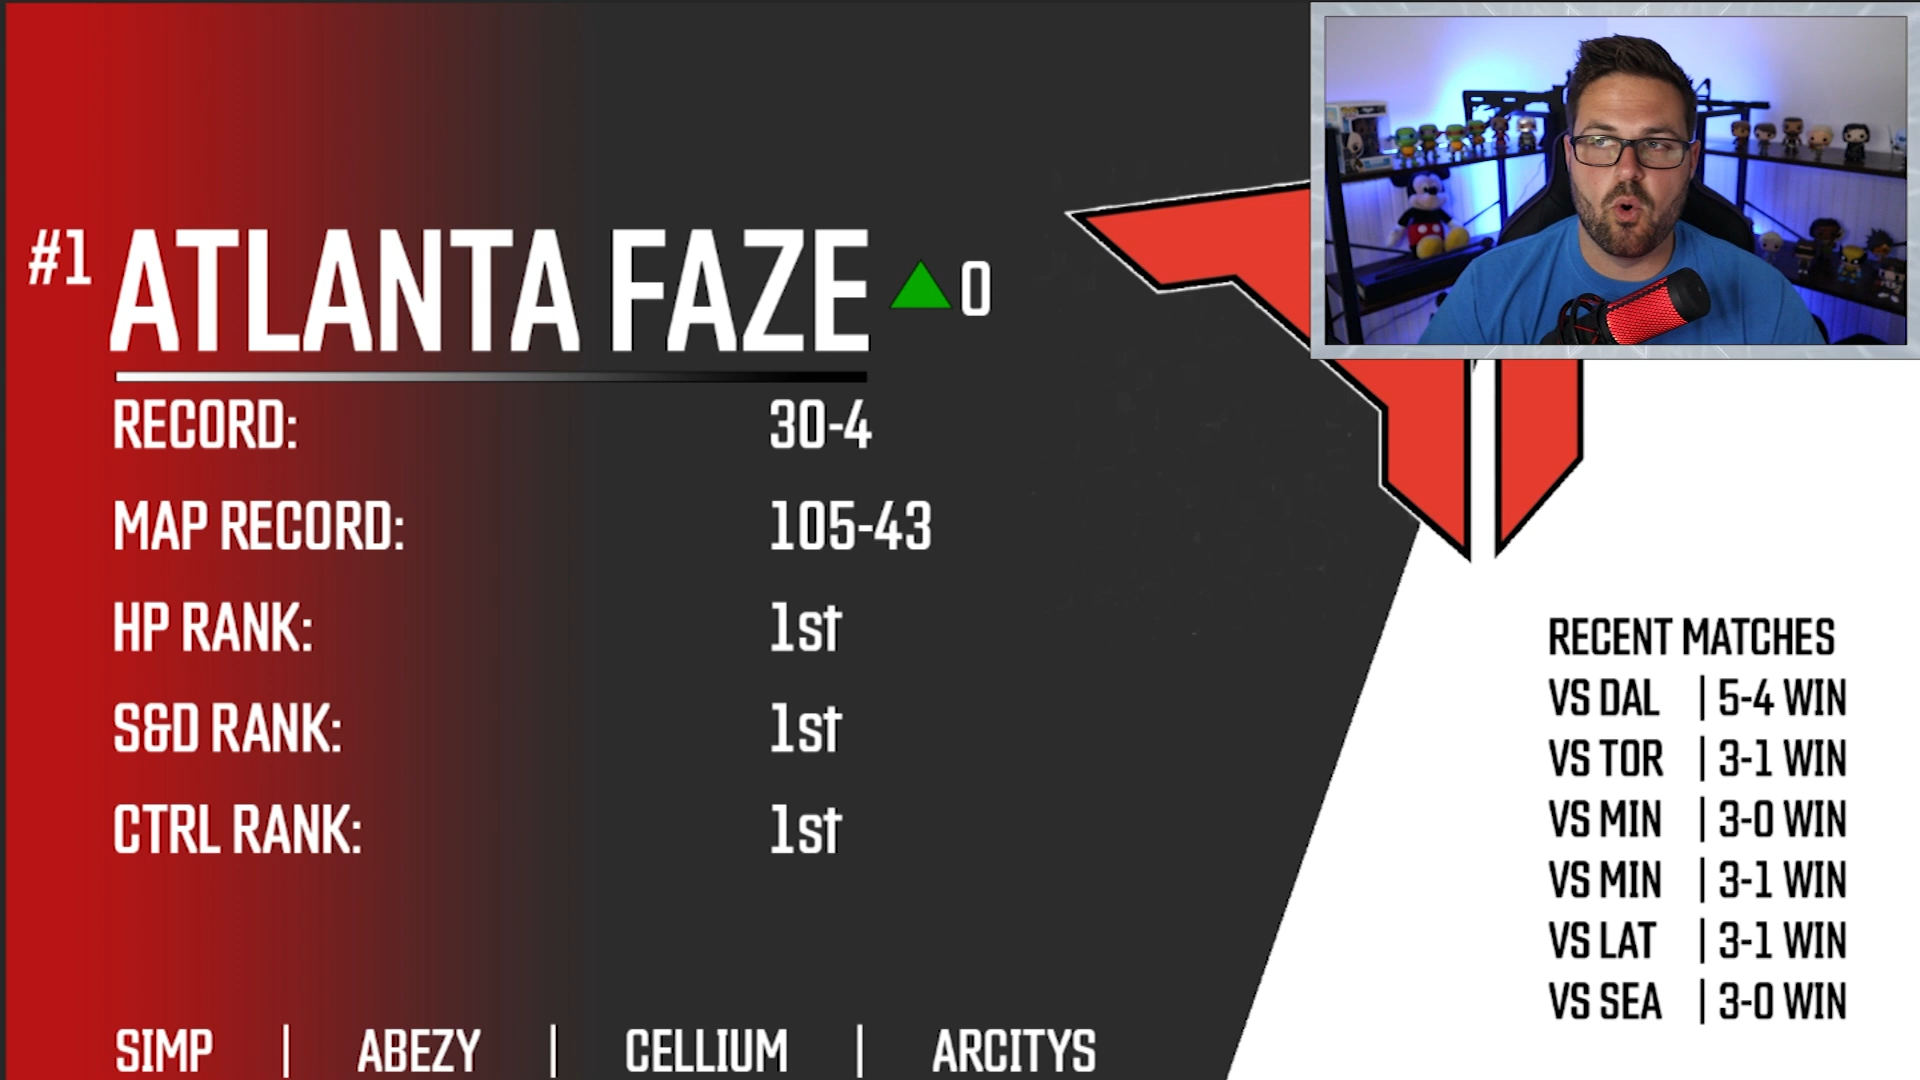 #1 ATLANTA FAZE 0
RECORD: 30-4
MAP RECORD: 105-43
HP RANK: 1st
S&D RANK: 1st
CTRL RANK: 1st
SIMP | ABEZY | CELLIUM | ARCITYS
RECENT MATCHES
VS DAL | 5-4 WIN
VS TOR | 3-1 WIN
VS MIN | 3-0 WIN
VS MIN | 3-1 WIN
VS LAT | 3-1 WIN
VS SEA | 3-0 WIN